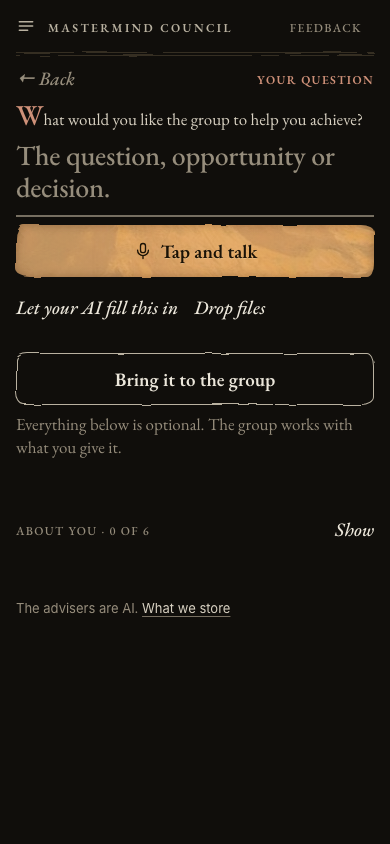 MASTERMIND COUNCIL
FEEDBACK
← Back
YOUR QUESTION
What would you like the group to help you achieve?
The question, opportunity or
decision.
Tap and talk
Let your AI fill this in
Drop files
Bring it to the group
Everything below is optional. The group works with
what you give it.
ABOUT YOU · 0 OF 6
Show
The advisers are AI. What we store